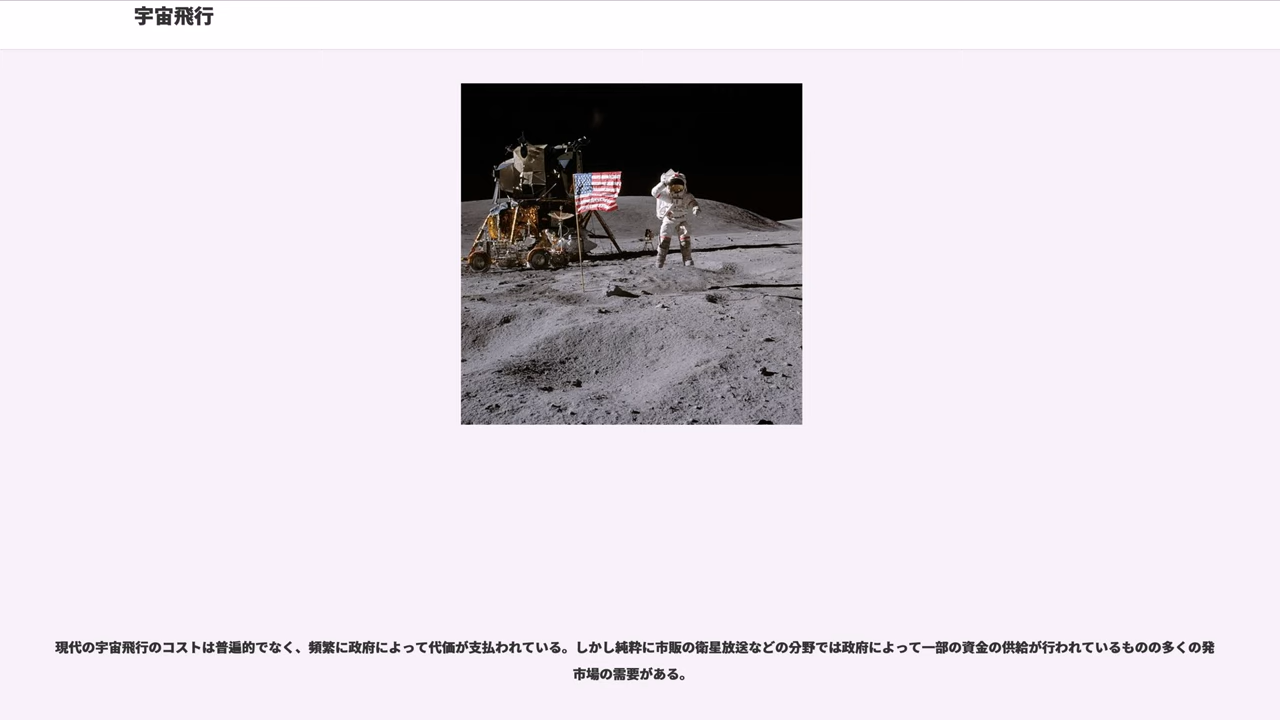 宇宙飛行
現代の宇宙飛行のコストは普遍的でなく、頻繁に政府によって代価が支払われている。しかし純粋に市販の衛星放送などの分野では政府によって一部の資金の供給が行われているものの多くの発
市場の需要がある。